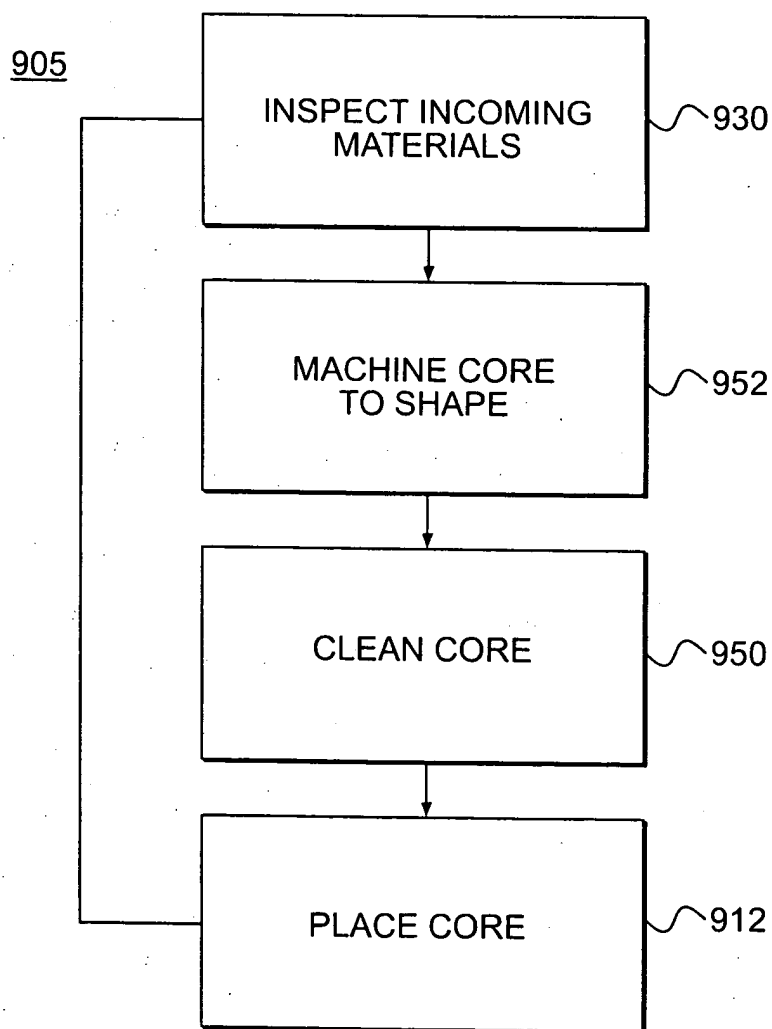 905
INSPECT INCOMING
MATERIALS
930
MACHINE CORE
TO SHAPE
952
CLEAN CORE
950
PLACE CORE
912